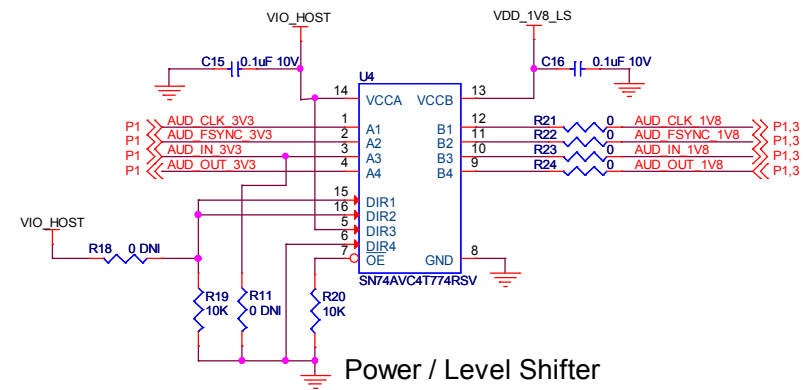 VIO_HOST VDD_1V8_LS
C15 0.1uF 10V U4 C16 0.1uF 10V
14 VCCA VCCB 13
P1 AUD_CLK_3V3 1 A1 B1 12 R21 0 AUD_CLK_1V8 P1,3
P1 AUD_FSYNC_3V3 2 A2 B2 11 R22 0 AUD_FSYNC_1V8 P1,3
P1 AUD_IN_3V3 3 A3 B3 10 R23 0 AUD_IN_1V8 P1,3
P1 AUD_OUT_3V3 4 A4 B4 9 R24 0 AUD_OUT_1V8 P1,3
15 DIR1
16 DIR2
VIO_HOST 5 DIR3
6 DIR4
R18 0 DNI 7 OE GND 8
SN74AVC4T774RSV
R19 R11 R20
10K 0 DNI 10K
Power / Level Shifter